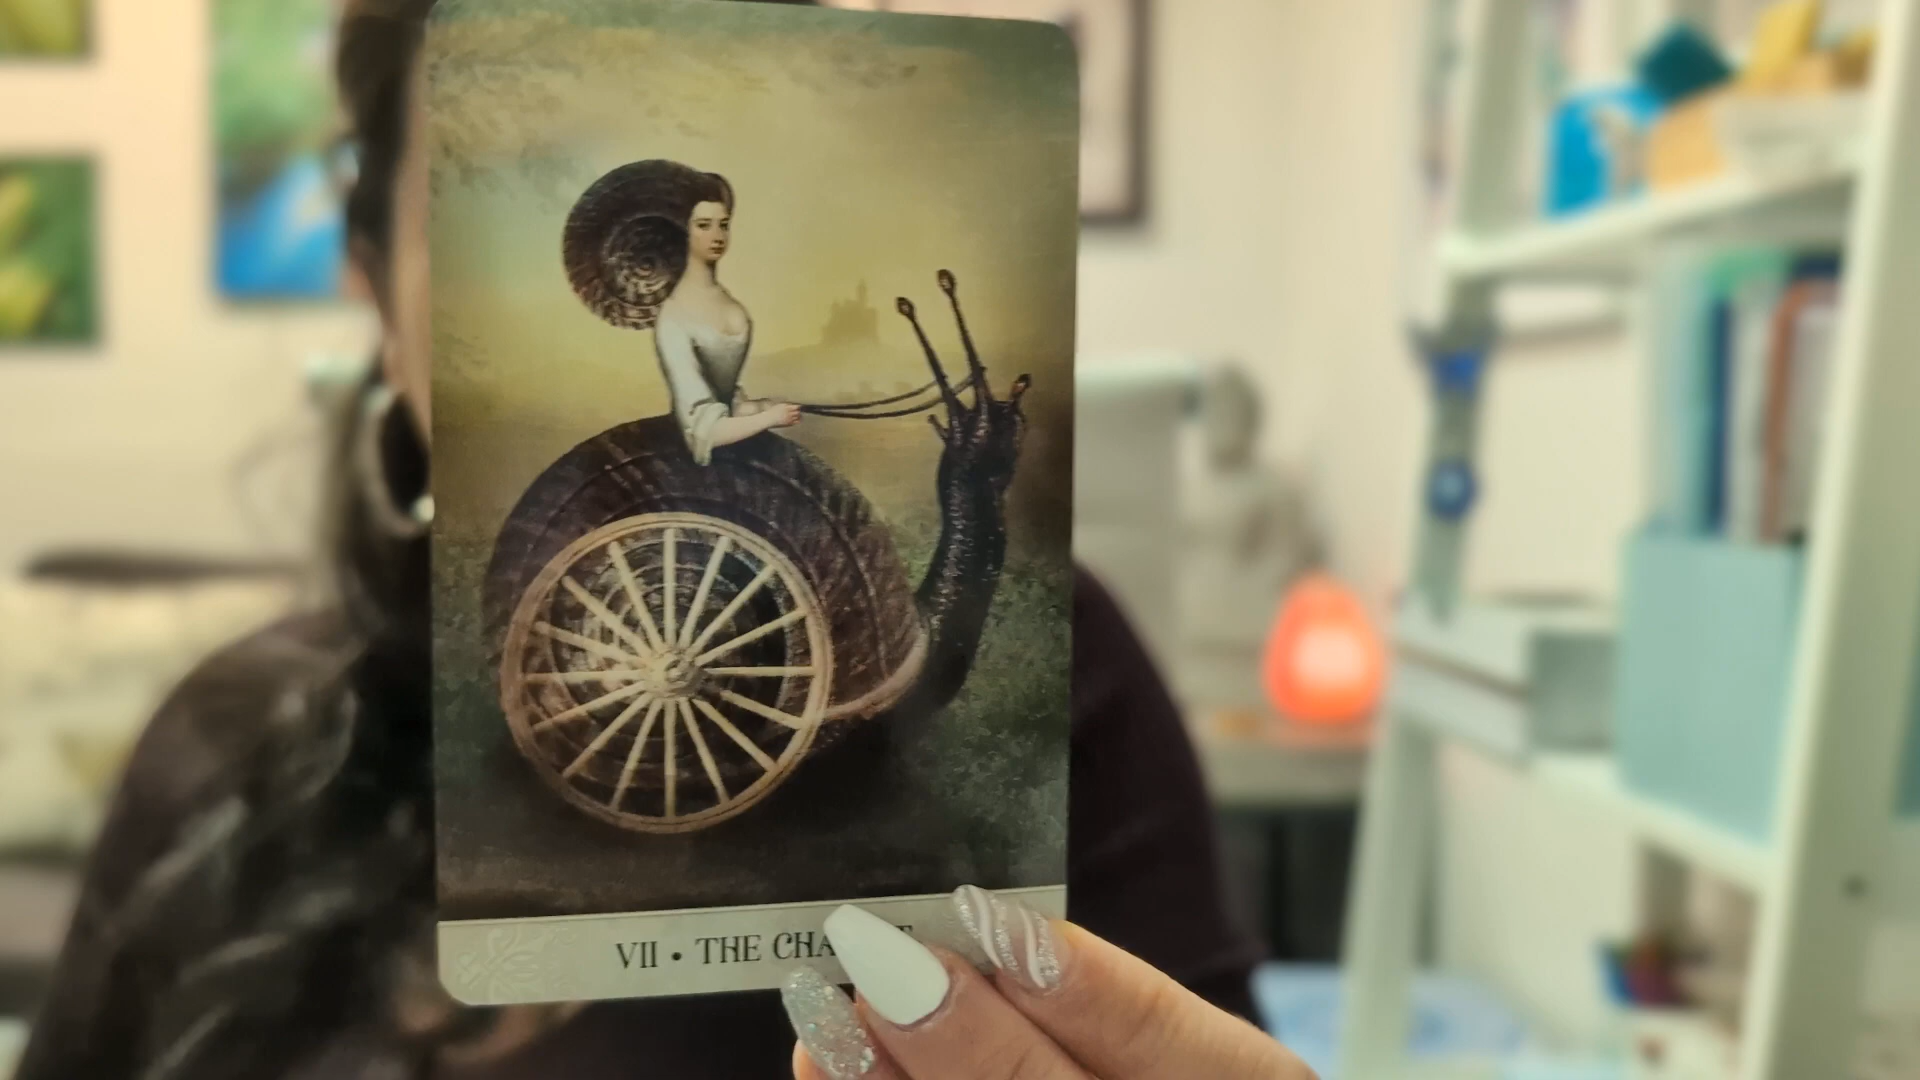 VII • THE CHA T